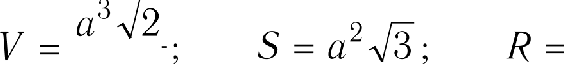 V = a³√2 ; S = a²√3 ; R =